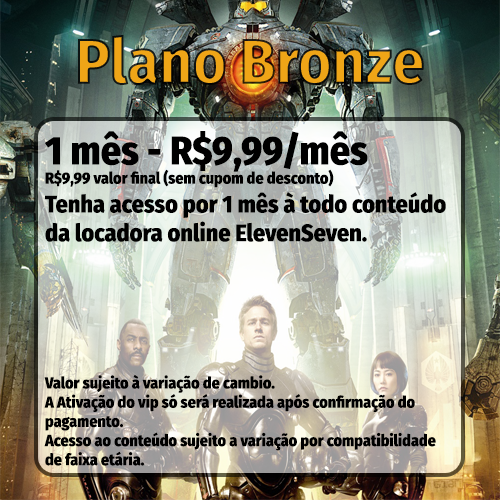 Plano Bronze
1 mês - R$9,99/mês
R$9,99 valor final (sem cupom de desconto)
Tenha acesso por 1 mês à todo conteúdo
da locadora online ElevenSeven.
Valor sujeito à variação de cambio.
A Ativação do vip só será realizada após confirmação do
pagamento.
Acesso ao conteúdo sujeito a variação por compatibilidade
de faixa etária.